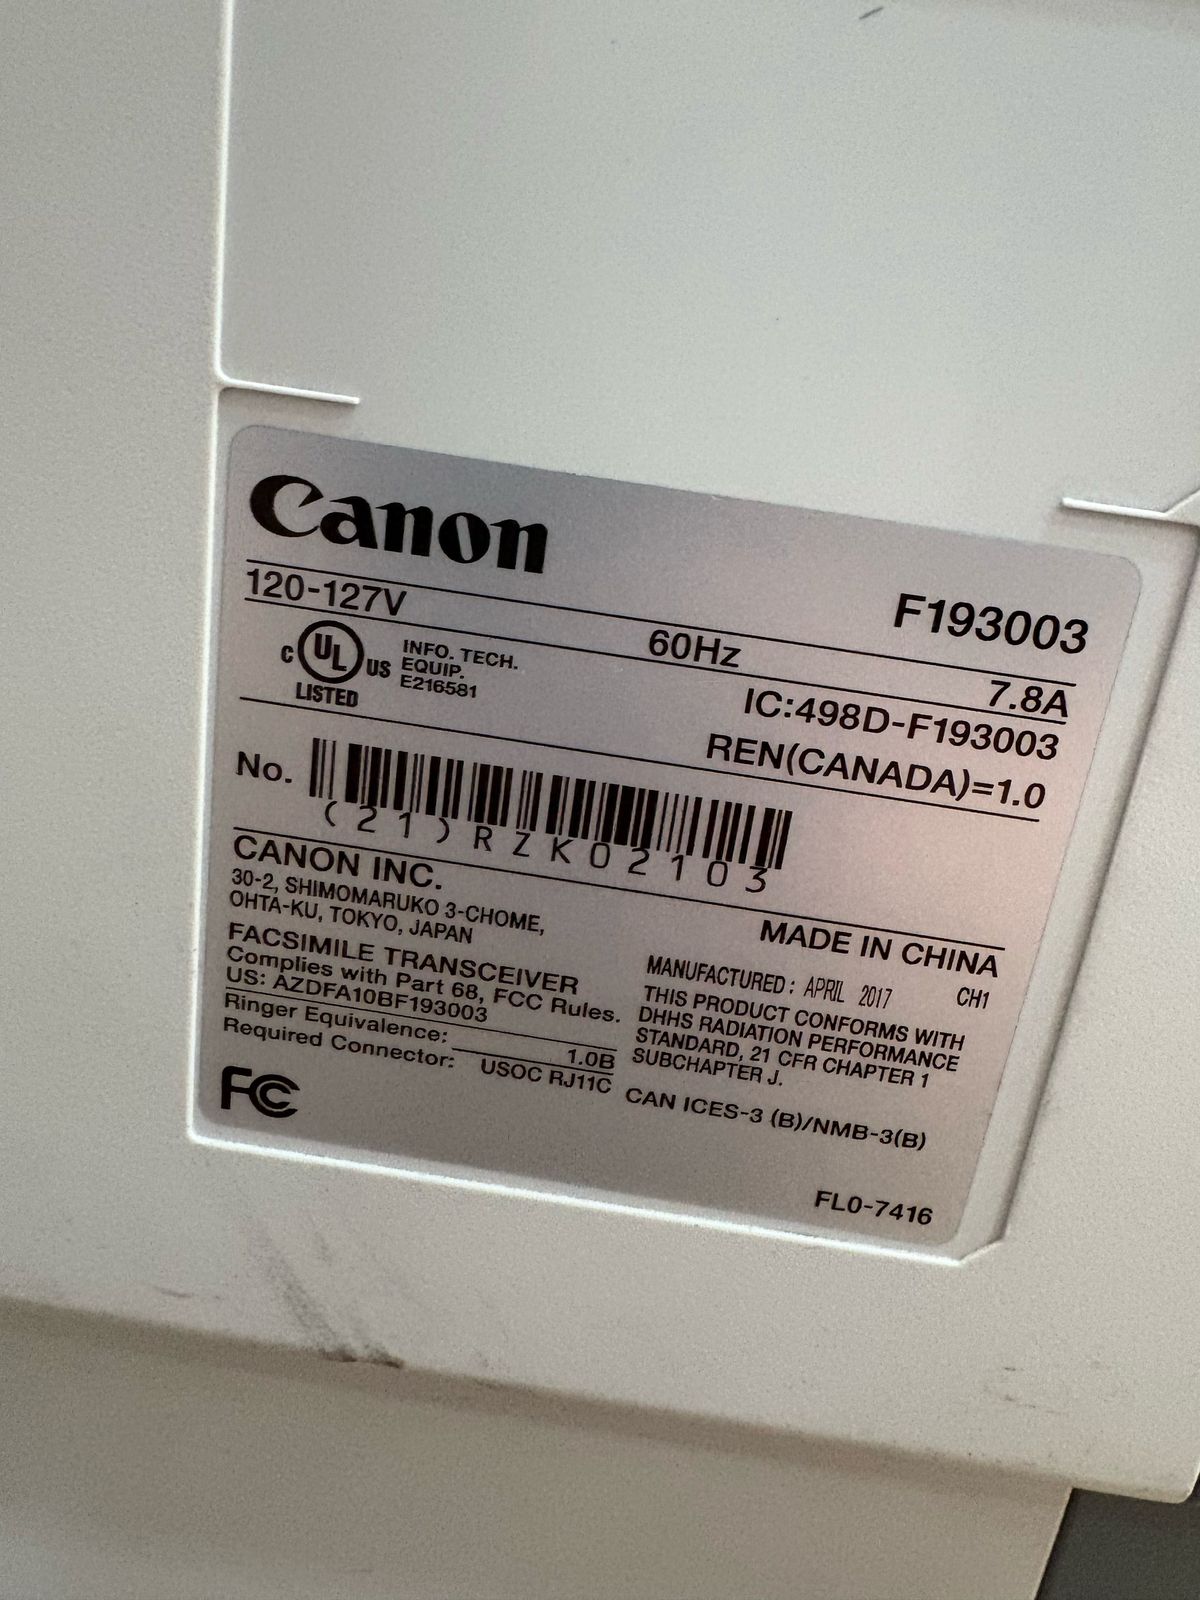 Canon
F193003
120-127V 60Hz 7.8A
c UL US LISTED
INFO. TECH.
EQUIP.
E216581
IC:498D-F193003
REN(CANADA)=1.0
No.
(21)RZK02103
CANON INC.
30-2, SHIMOMARUKO 3-CHOME,
OHTA-KU, TOKYO, JAPAN
MADE IN CHINA
FACSIMILE TRANSCEIVER
Complies with Part 68, FCC Rules.
US: AZDFA10BF193003
Ringer Equivalence: 1.0B
Required Connector: USOC RJ11C
MANUFACTURED: APRIL 2017 CH1
THIS PRODUCT CONFORMS WITH
DHHS RADIATION PERFORMANCE
STANDARD, 21 CFR CHAPTER 1
SUBCHAPTER J.
FC
CAN ICES-3 (B)/NMB-3(B)
FL0-7416